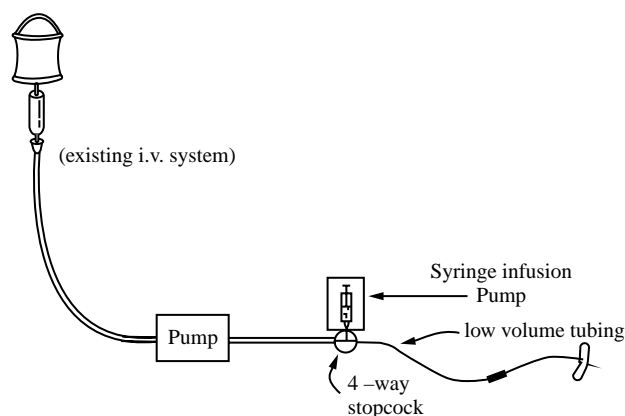 (existing i.v. system)
Syringe infusion
Pump
Pump
low volume tubing
4 –way
stopcock